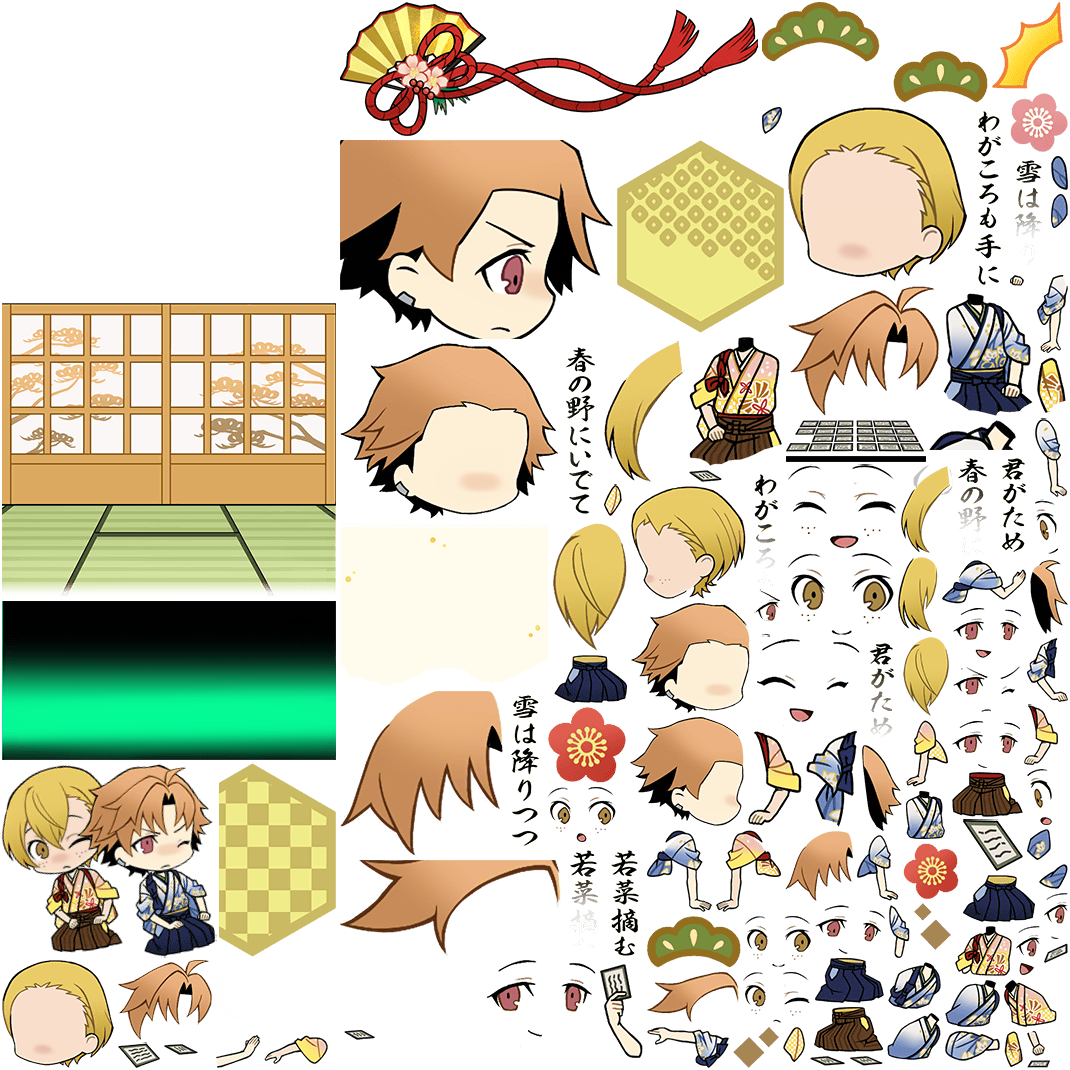 わがころも手に
雪は降り
春の野にいでて
わがころ
君がため
春の野に
君がため
雪は降りつつ
若菜摘む
若菜摘む